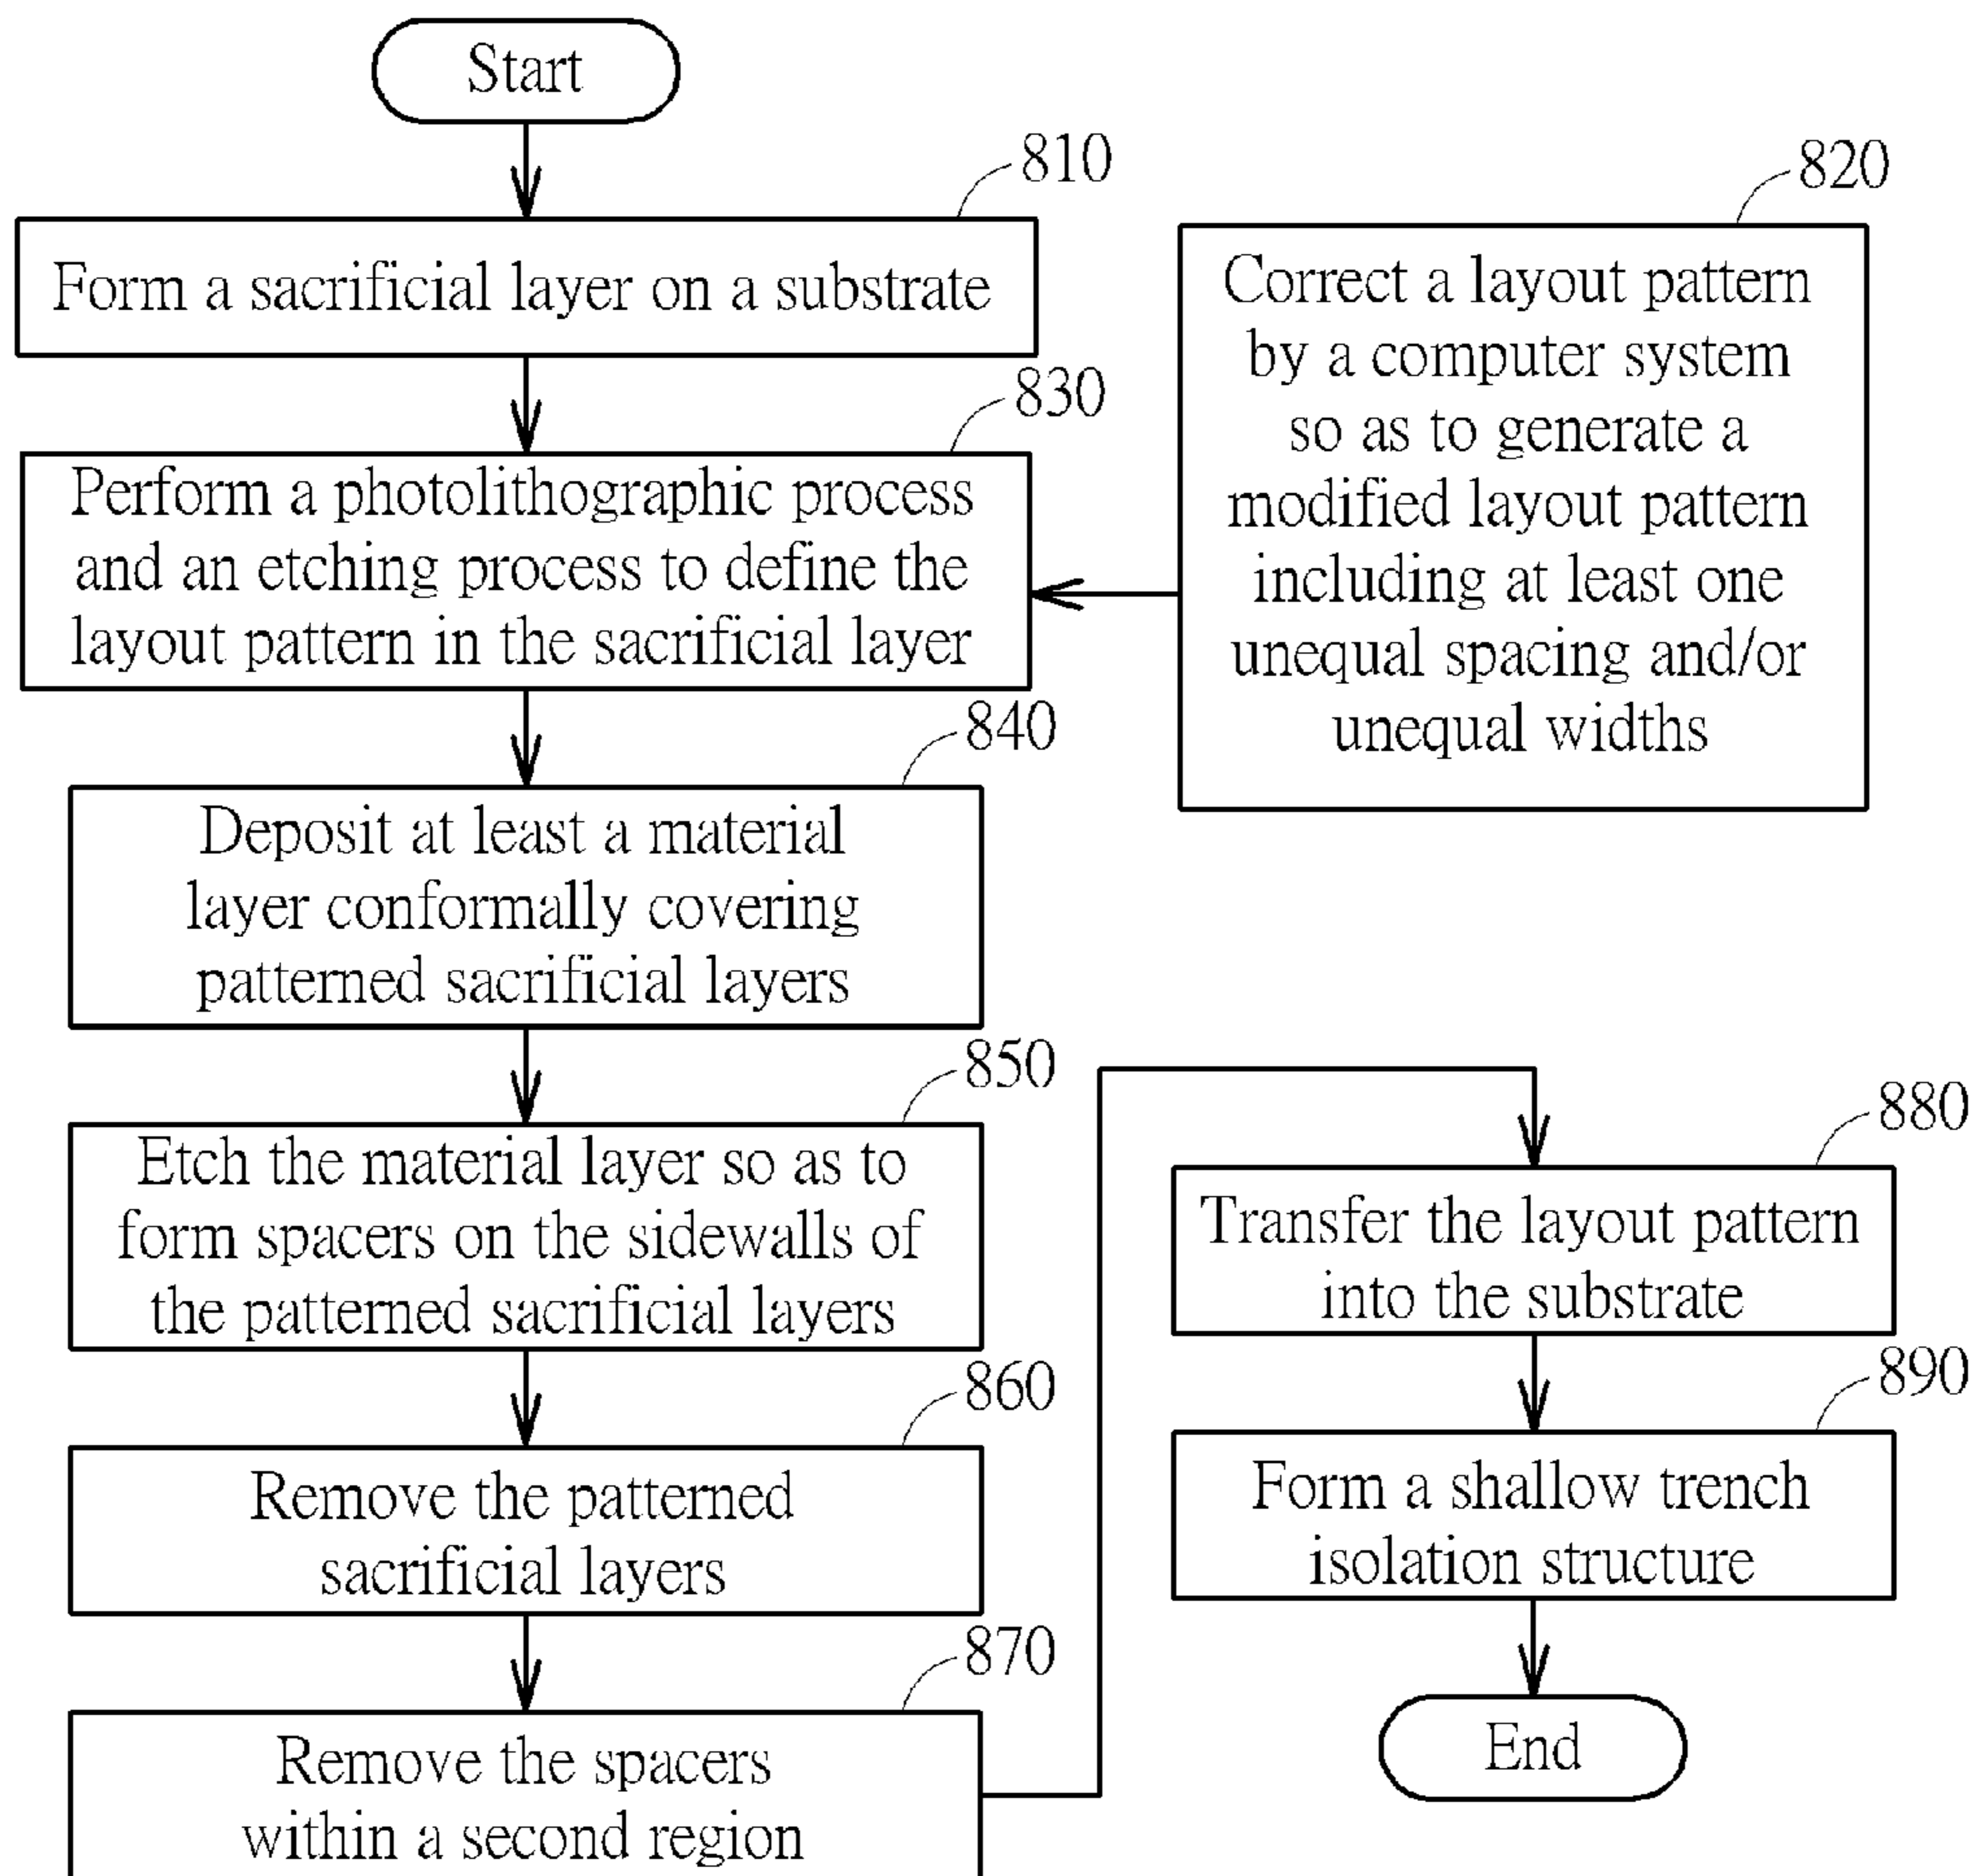 Start
810
Form a sacrificial layer on a substrate
820
Correct a layout pattern
by a computer system
so as to generate a
modified layout pattern
including at least one
unequal spacing and/or
unequal widths
830
Perform a photolithographic process
and an etching process to define the
layout pattern in the sacrificial layer
840
Deposit at least a material
layer conformally covering
patterned sacrificial layers
850
Etch the material layer so as to
form spacers on the sidewalls of
the patterned sacrificial layers
860
Remove the patterned
sacrificial layers
870
Remove the spacers
within a second region
880
Transfer the layout pattern
into the substrate
890
Form a shallow trench
isolation structure
End